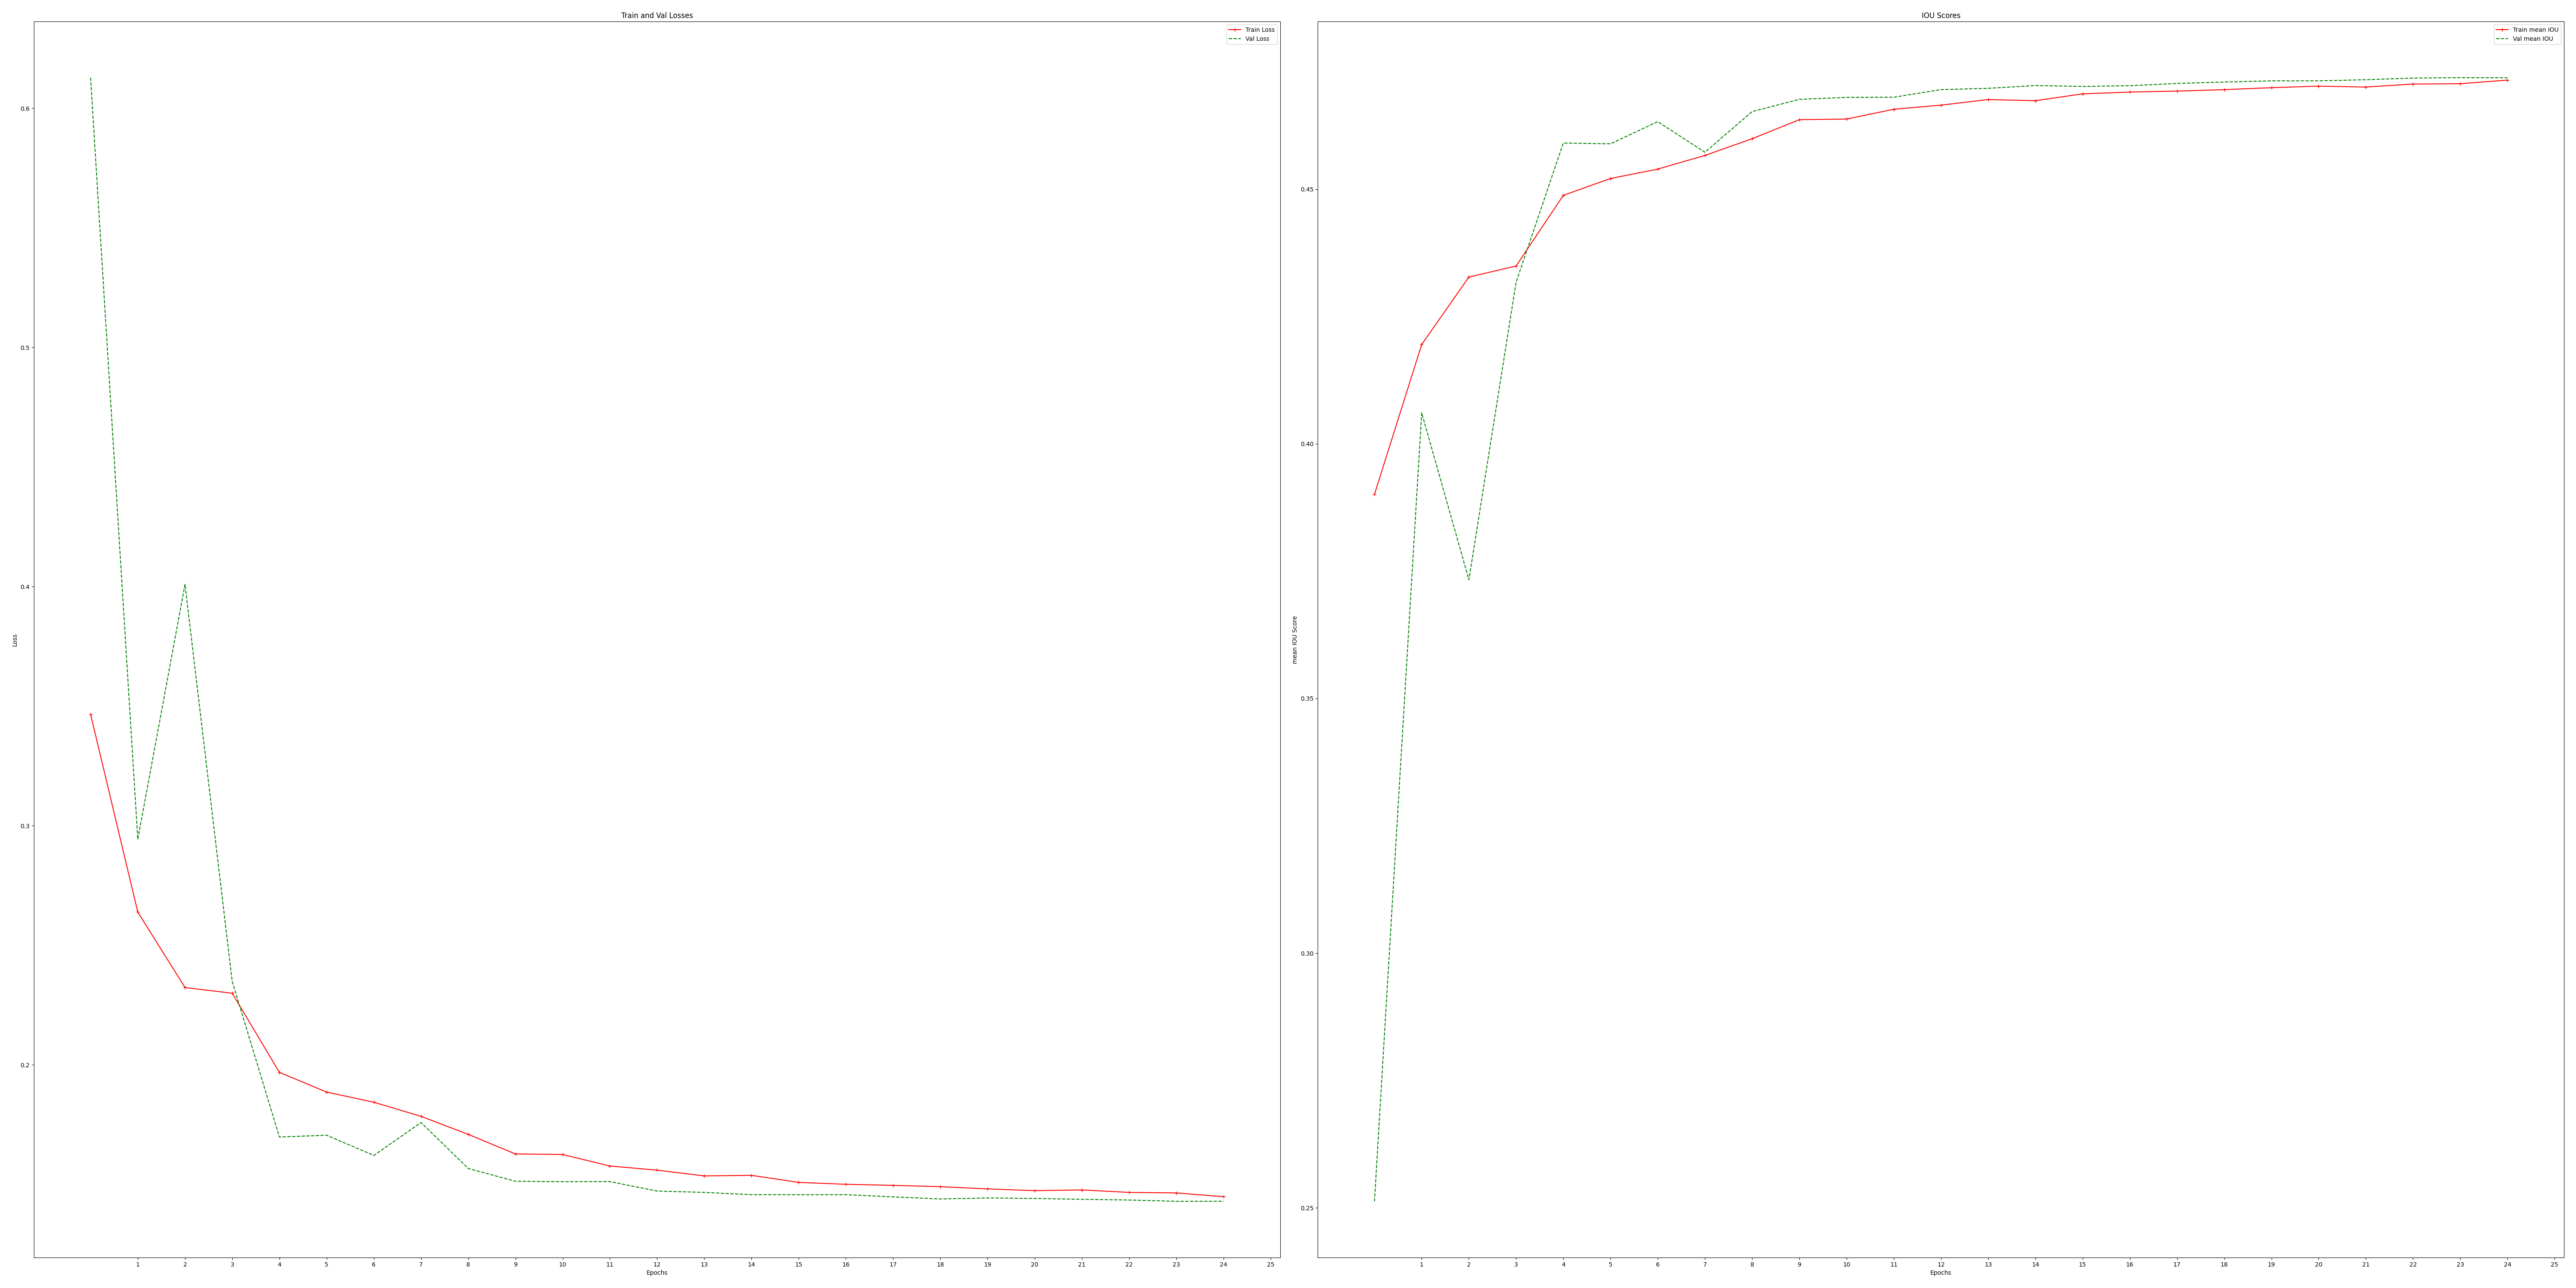 Train and Val Losses
Train Loss
Val Loss
0.6
0.5
0.4
0.3
0.2
Loss
1 2 3 4 5 6 7 8 9 10 11 12 13 14 15 16 17 18 19 20 21 22 23 24 25
Epochs
IOU Scores
Train mean IOU
Val mean IOU
0.45
0.40
0.35
0.30
0.25
mean IOU Score
1 2 3 4 5 6 7 8 9 10 11 12 13 14 15 16 17 18 19 20 21 22 23 24 25
Epochs